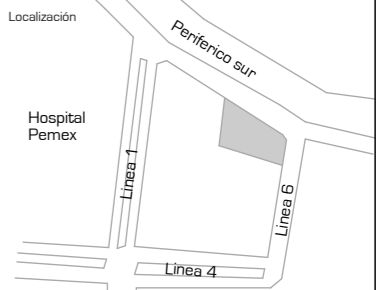 Localización
Periferico sur
Hospital
Pemex
Linea 1
Linea 6
Linea 4